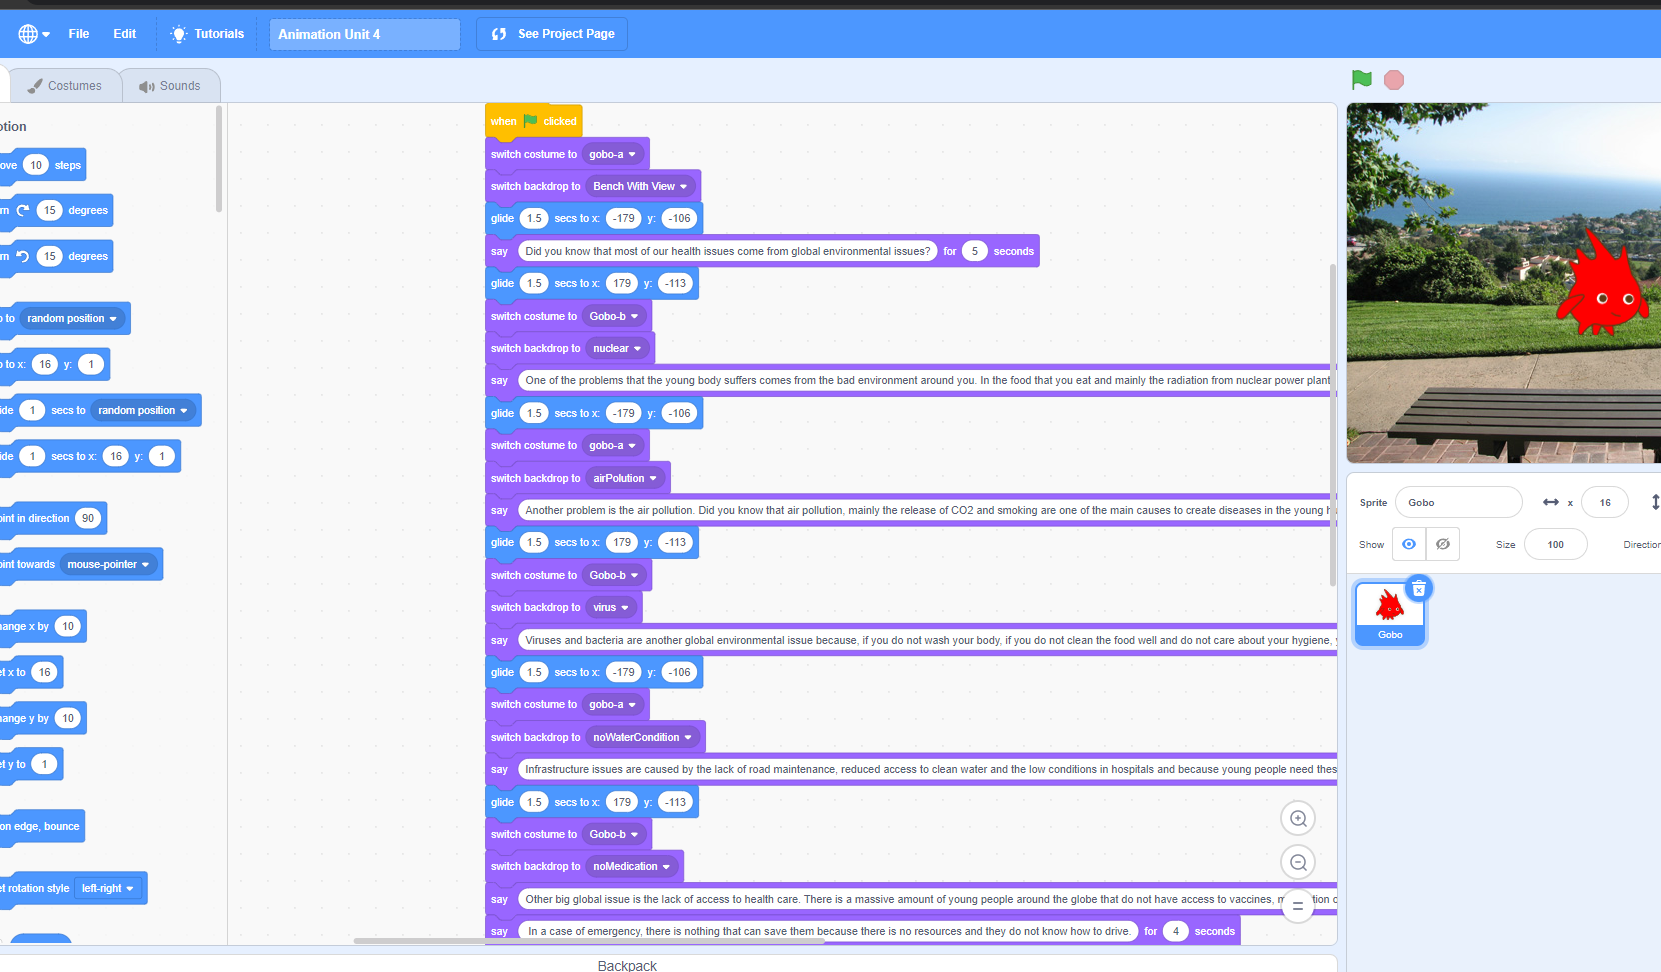 File Edit Tutorials Animation Unit 4 See Project Page
Costumes Sounds
otion
ove 10 steps
rn 15 degrees
rn 15 degrees
o to random position
o to x: 16 y: 1
ide 1 secs to random position
ide 1 secs to x: 16 y: 1
oint in direction 90
oint towards mouse-pointer
hange x by 10
et x to 16
hange y by 10
et y to 1
on edge, bounce
et rotation style left-right
when clicked
switch costume to gobo-a
switch backdrop to Bench With View
glide 1.5 secs to x: -179 y: -106
say Did you know that most of our health issues come from global environmental issues? for 5 seconds
glide 1.5 secs to x: 179 y: -113
switch costume to Gobo-b
switch backdrop to nuclear
say One of the problems that the young body suffers comes from the bad environment around you. In the food that you eat and mainly the radiation from nuclear power plant
glide 1.5 secs to x: -179 y: -106
switch costume to gobo-a
switch backdrop to airPolution
say Another problem is the air pollution. Did you know that air pollution, mainly the release of CO2 and smoking are one of the main causes to create diseases in the young h
glide 1.5 secs to x: 179 y: -113
switch costume to Gobo-b
switch backdrop to virus
say Viruses and bacteria are another global environmental issue because, if you do not wash your body, if you do not clean the food well and do not care about your hygiene,
glide 1.5 secs to x: -179 y: -106
switch costume to gobo-a
switch backdrop to noWaterCondition
say Infrastructure issues are caused by the lack of road maintenance, reduced access to clean water and the low conditions in hospitals and because young people need thes
glide 1.5 secs to x: 179 y: -113
switch costume to Gobo-b
switch backdrop to noMedication
say Other big global issue is the lack of access to health care. There is a massive amount of young people around the globe that do not have access to vaccines,
say In a case of emergency, there is nothing that can save them because there is no resources and they do not know how to drive. for 4 seconds
Backpack
Sprite Gobo x 16
Show Size 100 Direction
Gobo